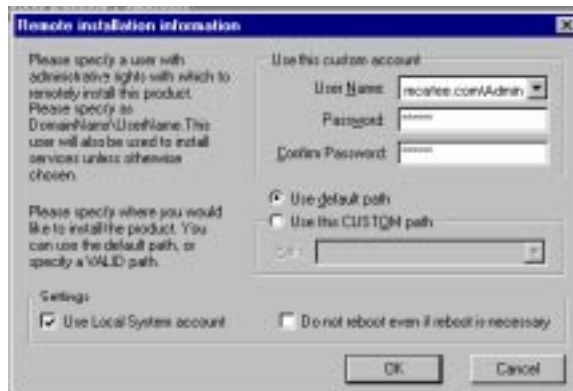 Remote installation information
Please specify a user with
administrative rights with which to
remotely install this product.
Please specify as
DomainName\UserName. This
user will also be used to install
services unless otherwise
chosen.
Please specify where you would
like to install the product. You
can use the default path, or
specify a VALID path.
Use this custom account
User Name:
mcafee.com\Admin
Password:
Confirm Password:
Use default path
Use this CUSTOM path
Settings
Use Local System account
Do not reboot even if reboot is necessary
OK
Cancel